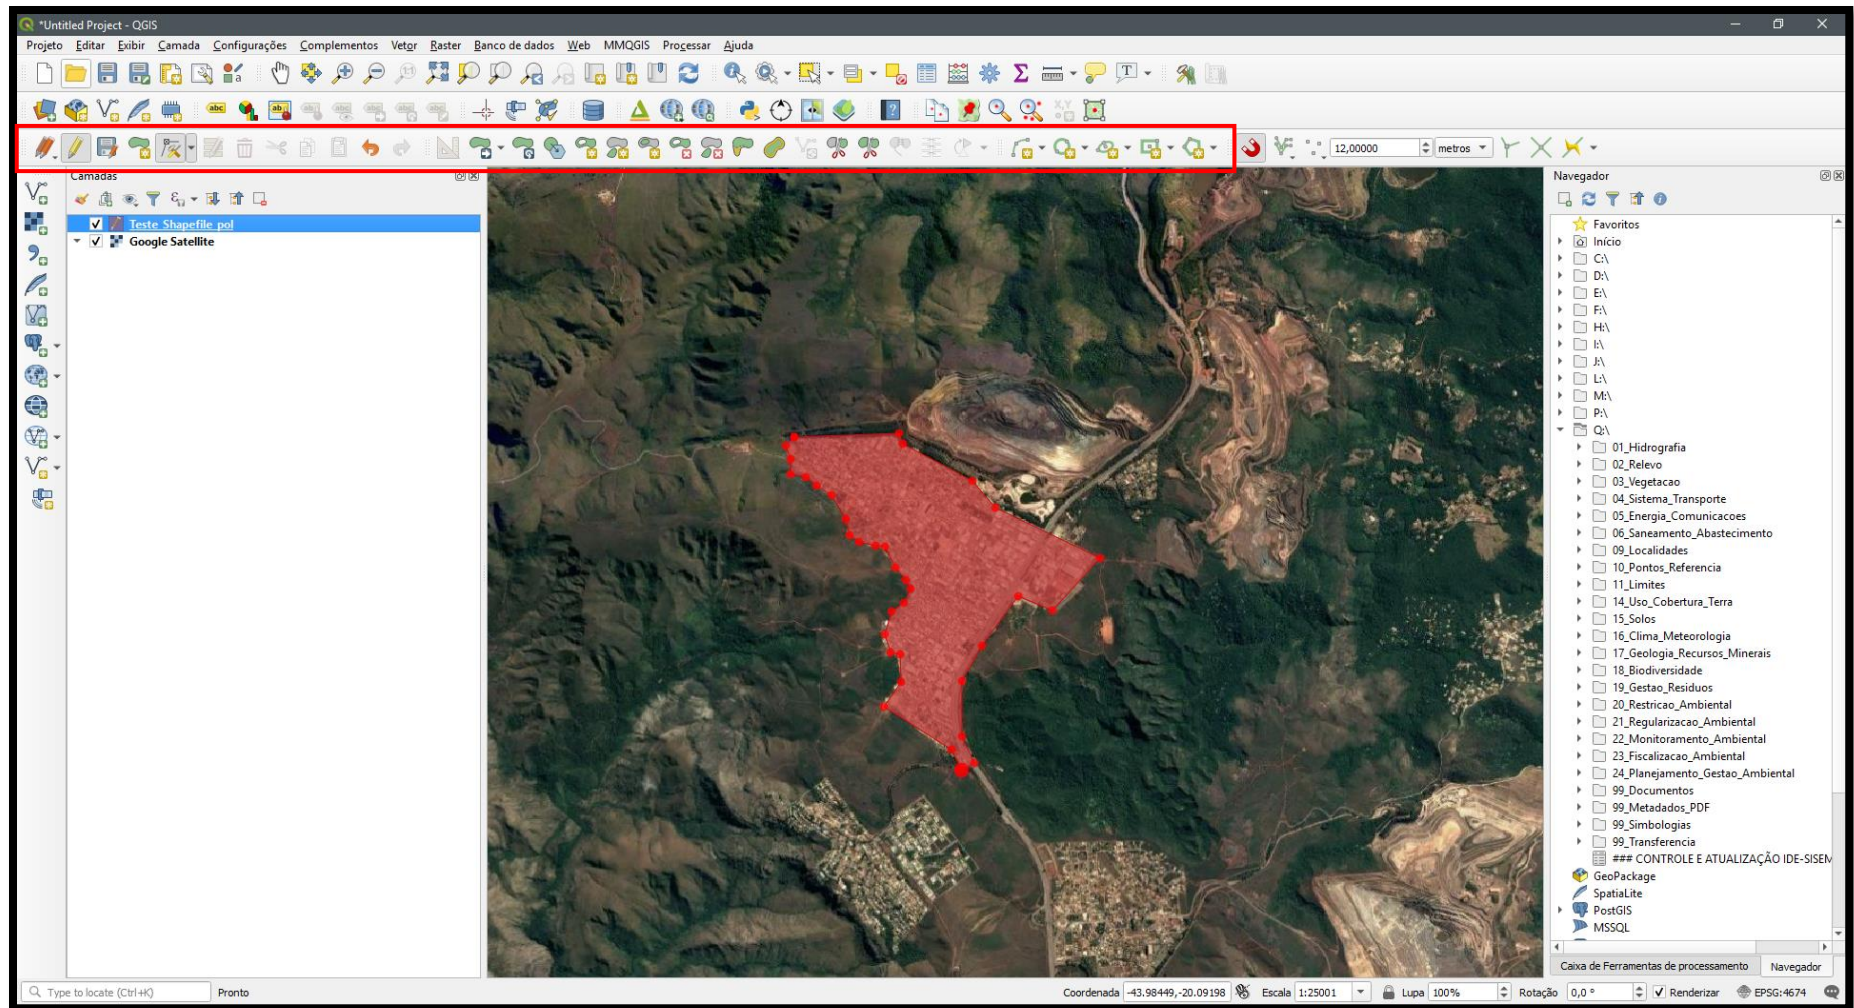 *Untitled Project - QGIS
Projeto Editar Exibir Camada Configurações Complementos Vetor Raster Banco de dados Web MMQGIS Processar Ajuda
12,00000 metros
Camadas
Teste_Shapefile_pol
Google Satellite
Navegador
Favoritos
Início
C:\
D:\
E:\
F:\
H:\
I:\
J:\
L:\
M:\
P:\
Q:\
01_Hidrografia
02_Relevo
03_Vegetacao
04_Sistema_Transporte
05_Energia_Comunicacoes
06_Saneamento_Abastecimento
09_Localidades
10_Pontos_Referencia
11_Limites
14_Uso_Cobertura_Terra
15_Solos
16_Clima_Meteorologia
17_Geologia_Recursos_Minerais
18_Biodiversidade
19_Gestao_Residuos
20_Restricao_Ambiental
21_Regularizacao_Ambiental
22_Monitoramento_Ambiental
23_Fiscalizacao_Ambiental
24_Planejamento_Gestao_Ambiental
99_Documentos
99_Metadados_PDF
99_Simbologias
99_Transferencia
### CONTROLE E ATUALIZAÇÃO IDE-SISEM
GeoPackage
SpatiaLite
PostGIS
MSSQL
Caixa de Ferramentas de processamento Navegador
Type to locate (Ctrl+K) Pronto Coordenada -43.98449,-20.09198 Escala 1:25001 Lupa 100% Rotação 0,0 ° Renderizar EPSG:4674